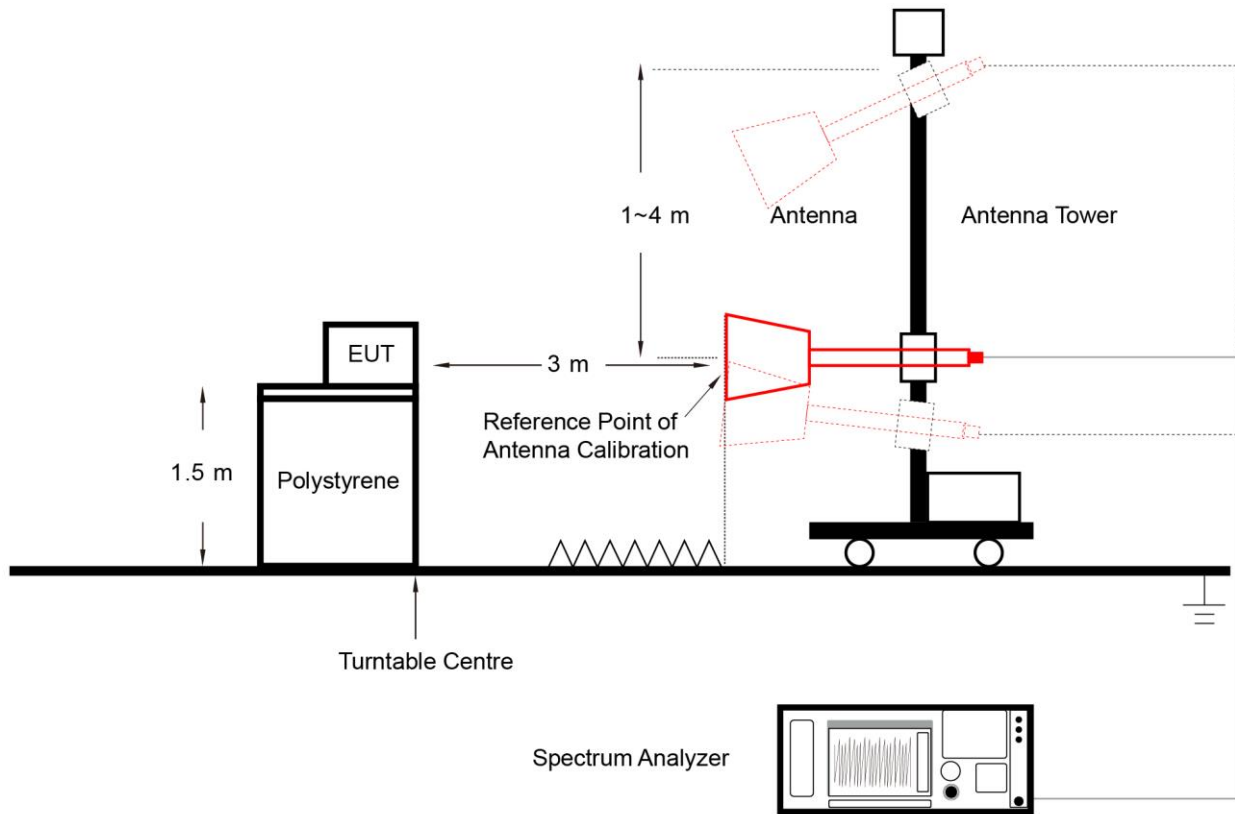 1~4 m
Antenna
Antenna Tower
EUT
3 m
Reference Point of
Antenna Calibration
1.5 m
Polystyrene
Turntable Centre
Spectrum Analyzer